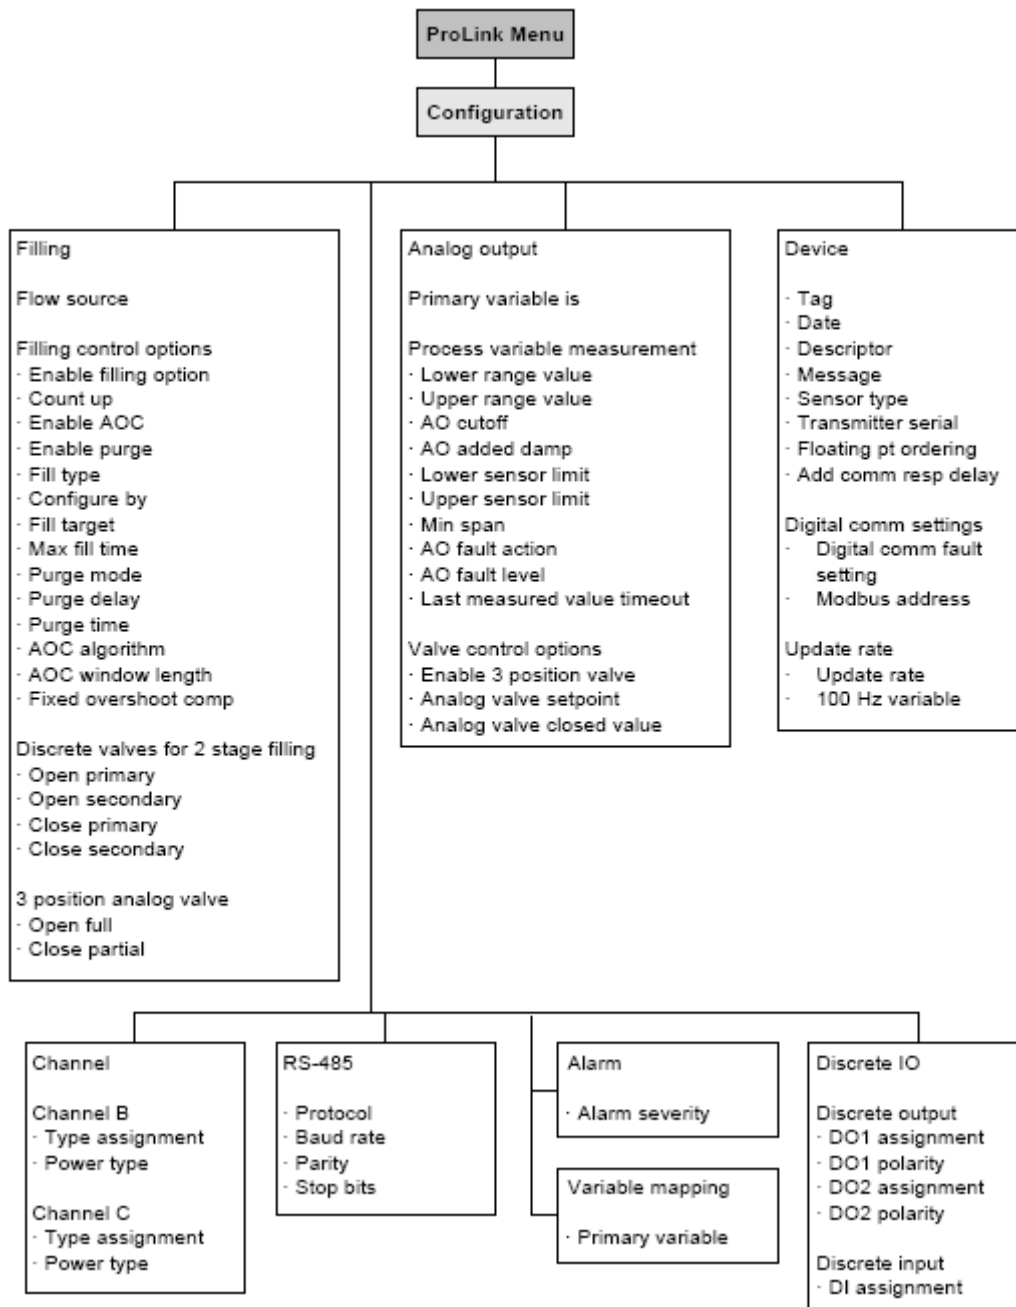 ProLink Menu
Configuration
Filling
Flow source
Filling control options
· Enable filling option
· Count up
· Enable AOC
· Enable purge
· Fill type
· Configure by
· Fill target
· Max fill time
· Purge mode
· Purge delay
· Purge time
· AOC algorithm
· AOC window length
· Fixed overshoot comp
Discrete valves for 2 stage filling
· Open primary
· Open secondary
· Close primary
· Close secondary
3 position analog valve
· Open full
· Close partial
Analog output
Primary variable is
Process variable measurement
· Lower range value
· Upper range value
· AO cutoff
· AO added damp
· Lower sensor limit
· Upper sensor limit
· Min span
· AO fault action
· AO fault level
· Last measured value timeout
Valve control options
· Enable 3 position valve
· Analog valve setpoint
· Analog valve closed value
Device
· Tag
· Date
· Descriptor
· Message
· Sensor type
· Transmitter serial
· Floating pt ordering
· Add comm resp delay
Digital comm settings
· Digital comm fault
setting
· Modbus address
Update rate
· Update rate
· 100 Hz variable
Channel
Channel B
· Type assignment
· Power type
Channel C
· Type assignment
· Power type
RS-485
· Protocol
· Baud rate
· Parity
· Stop bits
Alarm
· Alarm severity
Variable mapping
· Primary variable
Discrete IO
Discrete output
· DO1 assignment
· DO1 polarity
· DO2 assignment
· DO2 polarity
Discrete input
· DI assignment